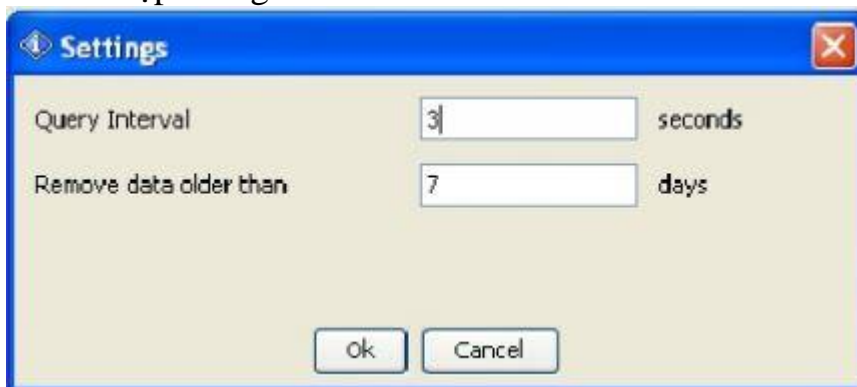 Settings
Query Interval 3 seconds
Remove data older than 7 days
Ok Cancel